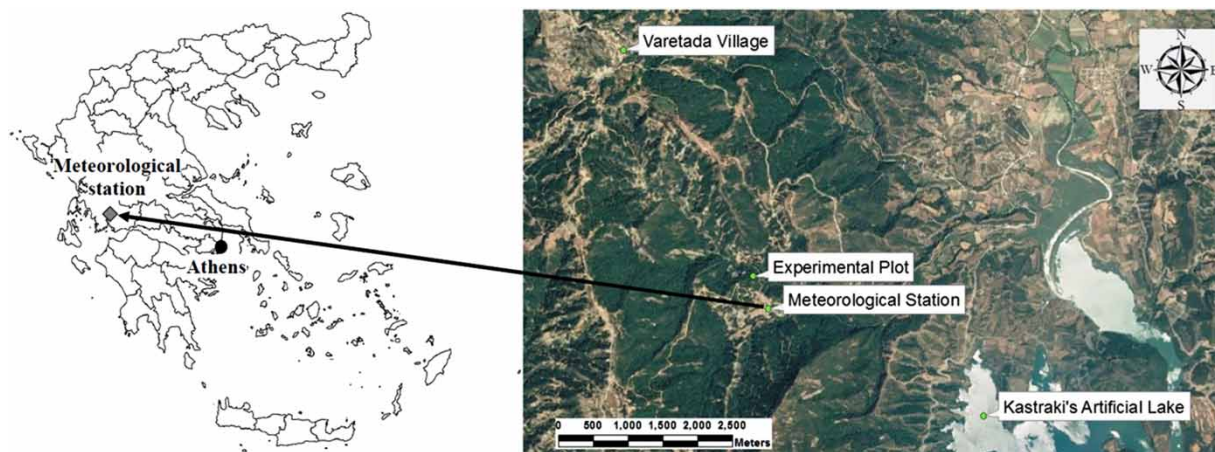 Meteorological
station
Athens
Varetada Village
N
W E
S
Experimental Plot
Meteorological Station
Kastraki's Artificial Lake
0 500 1,000 1,500 2,000 2,500
Meters